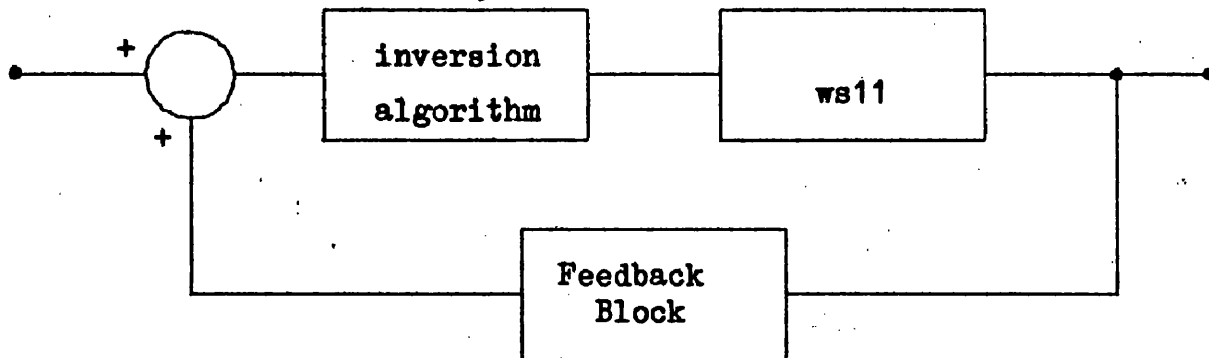 +
inversion
algorithm
ws11
+
Feedback
Block